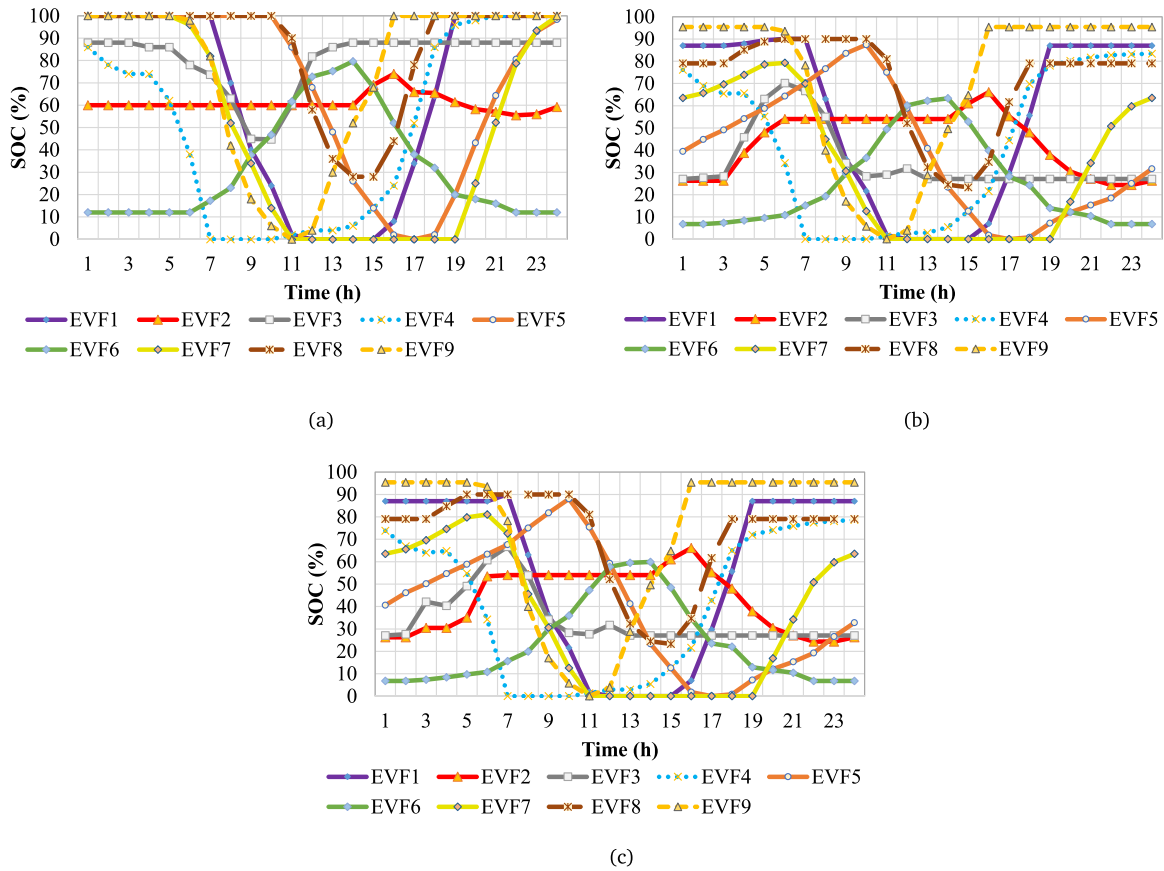 100
90
80
70
60
50
40
30
20
10
0
SOC (%)
1 3 5 7 9 11 13 15 17 19 21 23
Time (h)
EVF1 EVF2 EVF3 EVF4 EVF5
EVF6 EVF7 EVF8 EVF9
(a)
100
90
80
70
60
50
40
30
20
10
0
SOC (%)
1 3 5 7 9 11 13 15 17 19 21 23
Time (h)
EVF1 EVF2 EVF3 EVF4 EVF5
EVF6 EVF7 EVF8 EVF9
(b)
100
90
80
70
60
50
40
30
20
10
0
SOC (%)
1 3 5 7 9 11 13 15 17 19 21 23
Time (h)
EVF1 EVF2 EVF3 EVF4 EVF5
EVF6 EVF7 EVF8 EVF9
(c)